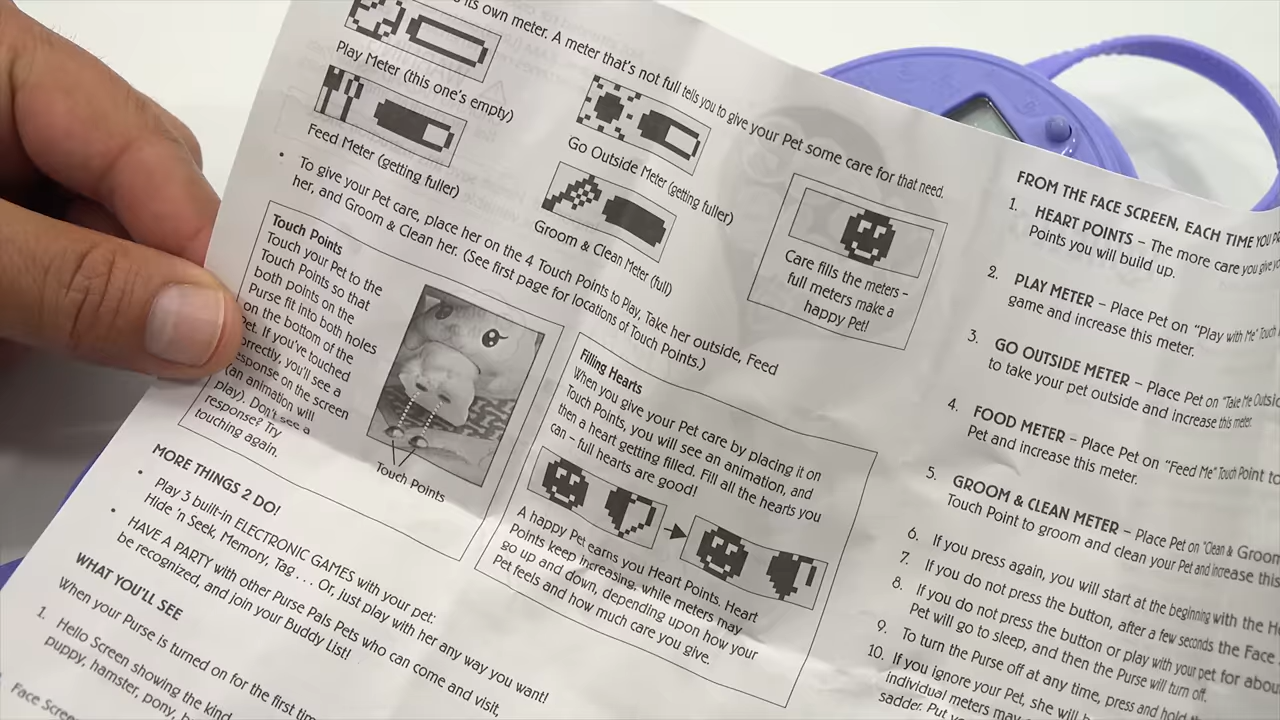 its own meter. A meter that's not full tells you to give your Pet some care for that need.
Play Meter (this one's empty)
Feed Meter (getting fuller)
Go Outside Meter (getting fuller)
Groom & Clean Meter (full)
Care fills the meters –
full meters make a
happy Pet!
• To give your Pet care, place her on the 4 Touch Points to Play. Take her outside, Feed
her, and Groom & Clean her. (See first page for locations of Touch Points.)
Touch Points
Touch your Pet to the
Touch Points so that
both points on the
Purse fit into both holes
on the bottom of the
Pet. If you've touched
correctly, you'll see a
response on the screen
(an animation will
play). Don't see a
response? Try
touching again.
Touch Points
Filling Hearts
When you give your Pet care by placing it on
Touch Points, you will see an animation, and
then a heart getting filled. Fill all the hearts you
can – full hearts are good!
A happy Pet earns you Heart Points. Heart
Points keep increasing, while meters may
go up and down, depending upon how your
Pet feels and how much care you give.
MORE THINGS 2 DO!
• Play 3 built-in ELECTRONIC GAMES with your pet:
Hide 'n Seek, Memory, Tag . . . Or, just play with her any way you want!
• HAVE A PARTY with other Purse Pals Pets who can come and visit,
be recognized, and join your Buddy List!
WHAT YOU'LL SEE
When your Purse is turned on for the first tim
1. Hello Screen showing the kind
puppy, hamster, pony,
Face Scree
FROM THE FACE SCREEN, EACH TIME YOU
1. HEART POINTS – The more care you give
Points you will build up.
2. PLAY METER – Place Pet on "Play with Me" Touch
game and increase this meter.
3. GO OUTSIDE METER – Place Pet on "Take Me Outsid
to take your pet outside and increase this meter.
4. FOOD METER – Place Pet on "Feed Me" Touch Point to
Pet and increase this meter.
5. GROOM & CLEAN METER – Place Pet on "Clean & Groom
Touch Point to groom and clean your Pet and increase this
6. If you press again, you will start at the beginning with the He
7. If you do not press the button, after a few seconds the Face
8. If you do not press the button or play with your pet for abou
Pet will go to sleep, and then the Purse will turn off.
9. To turn the Purse off at any time, press and hold
10. If you ignore your Pet, she will
individual meters may
sadder. Put